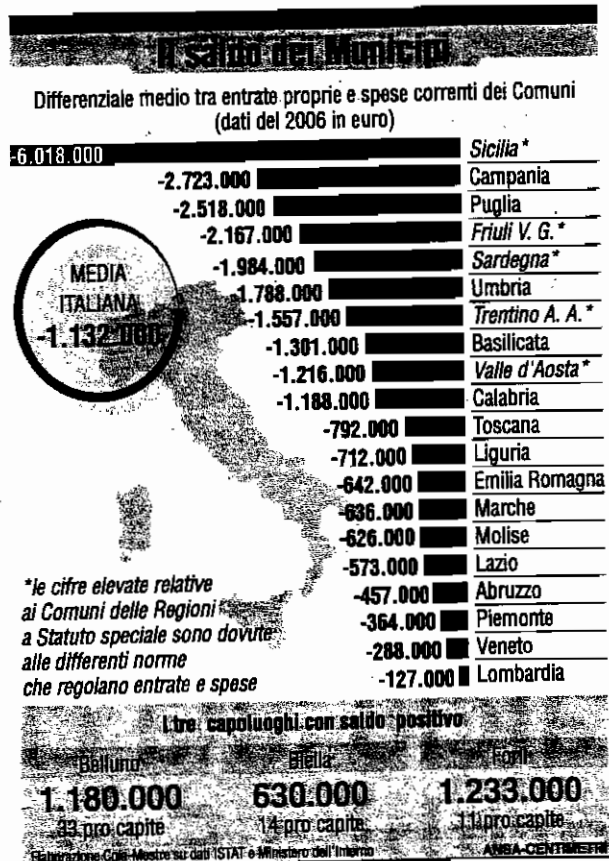 Il saldo dei Municipi
Differenziale medio tra entrate proprie e spese correnti dei Comuni
(dati del 2006 in euro)
-6.018.000 Sicilia*
-2.723.000 Campania
-2.518.000 Puglia
-2.167.000 Friuli V. G.*
-1.984.000 Sardegna*
-1.788.000 Umbria
-1.557.000 Trentino A. A.*
-1.301.000 Basilicata
-1.216.000 Valle d'Aosta*
-1.188.000 Calabria
-792.000 Toscana
-712.000 Liguria
-642.000 Emilia Romagna
-636.000 Marche
-626.000 Molise
-573.000 Lazio
-457.000 Abruzzo
-364.000 Piemonte
-288.000 Veneto
-127.000 Lombardia
MEDIA
ITALIANA
-1.132.000
*le cifre elevate relative
ai Comuni delle Regioni
a Statuto speciale sono dovute
alle differenti norme
che regolano entrate e spese
I tre capoluoghi con saldo positivo
Belluno Biella Forlì
1.180.000 630.000 1.233.000
33 pro capite 14 pro capite 11 pro capite
Elaborazione Cgia-Mestre su dati ISTAT e Ministero dell'Interno ANSA-CENTIMETRI